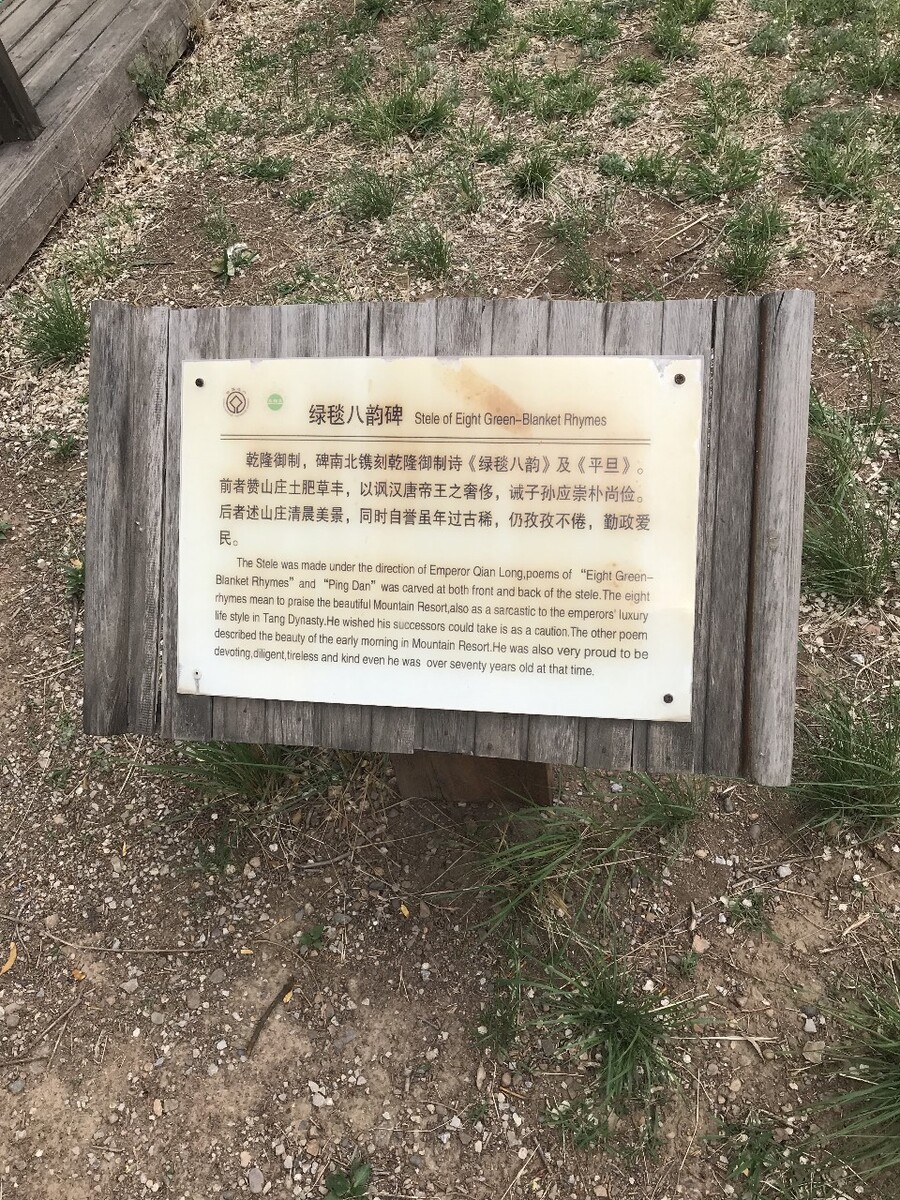 绿毯八韵碑 Stele of Eight Green-Blanket Rhymes
乾隆御制，碑南北镌刻乾隆御制诗《绿毯八韵》及《平旦》。
前者赞山庄土肥草丰，以讽汉唐帝王之奢侈，诫子孙应崇朴尚俭。
后者述山庄清晨美景，同时自誉虽年过古稀，仍孜孜不倦，勤政爱
民。
The Stele was made under the direction of Emperor Qian Long,poems of “Eight Green-
Blanket Rhymes” and “Ping Dan” was carved at both front and back of the stele.The eight
rhymes mean to praise the beautiful Mountain Resort,also as a sarcastic to the emperors' luxury
life style in Tang Dynasty.He wished his successors could take is as a caution.The other poem
described the beauty of the early morning in Mountain Resort.He was also very proud to be
devoting,diligent,tireless and kind even he was over seventy years old at that time.